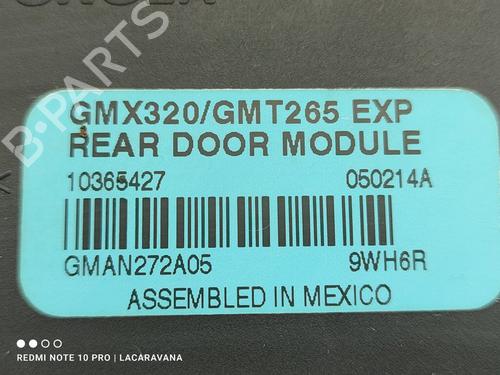 GMX320/GMT265 EXP
REAR DOOR MODULE
10365427 050214A
GMAN272A05 9WH6R
ASSEMBLED IN MEXICO
B-PARTS
REDMI NOTE 10 PRO | LACARAVANA